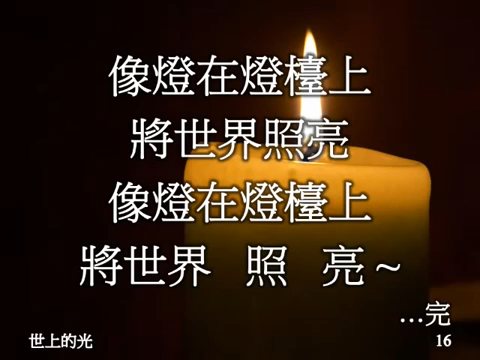 像燈在燈檯上
將世界照亮
像燈在燈檯上
將世界 照 亮~
…完
世上的光
16